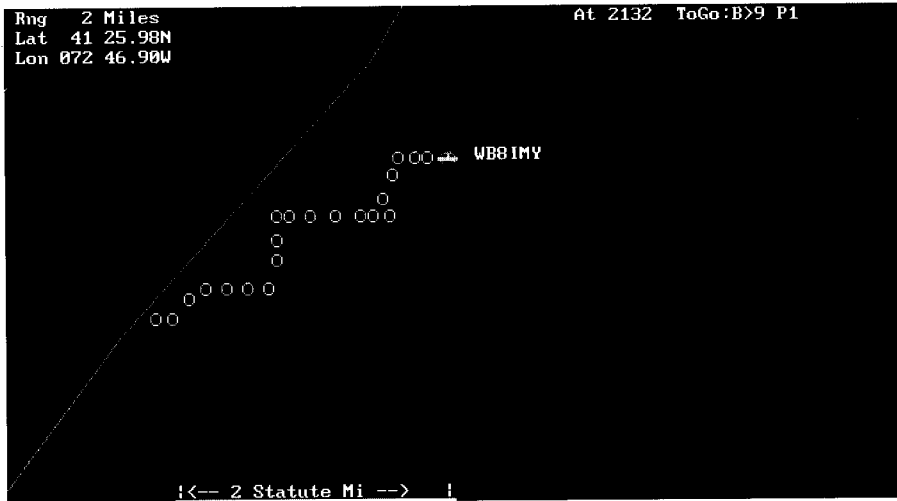 Rng   2 Miles
At 2132  ToGo:B>9 P1
Lat  41 25.98N
Lon 072 46.90W
WB8IMY
|<-- 2 Statute Mi -->    |